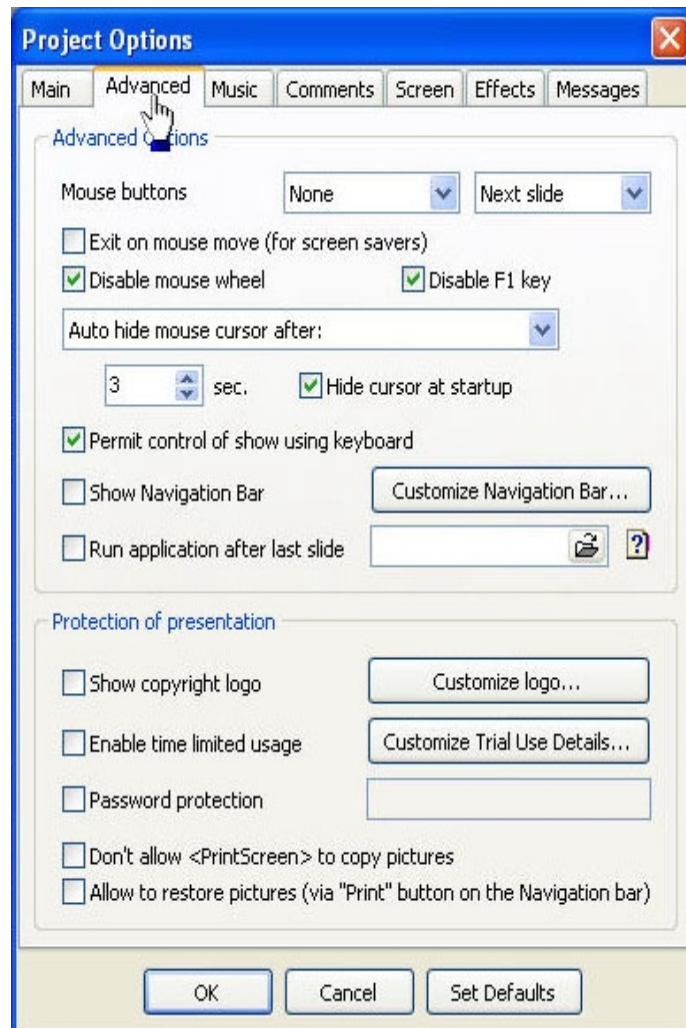 Project Options
Main Advanced Music Comments Screen Effects Messages
Advanced Options
Mouse buttons None Next slide
Exit on mouse move (for screen savers)
Disable mouse wheel Disable F1 key
Auto hide mouse cursor after:
3 sec. Hide cursor at startup
Permit control of show using keyboard
Show Navigation Bar Customize Navigation Bar...
Run application after last slide ?
Protection of presentation
Show copyright logo Customize logo...
Enable time limited usage Customize Trial Use Details...
Password protection
Don't allow <PrintScreen> to copy pictures
Allow to restore pictures (via "Print" button on the Navigation bar)
OK Cancel Set Defaults